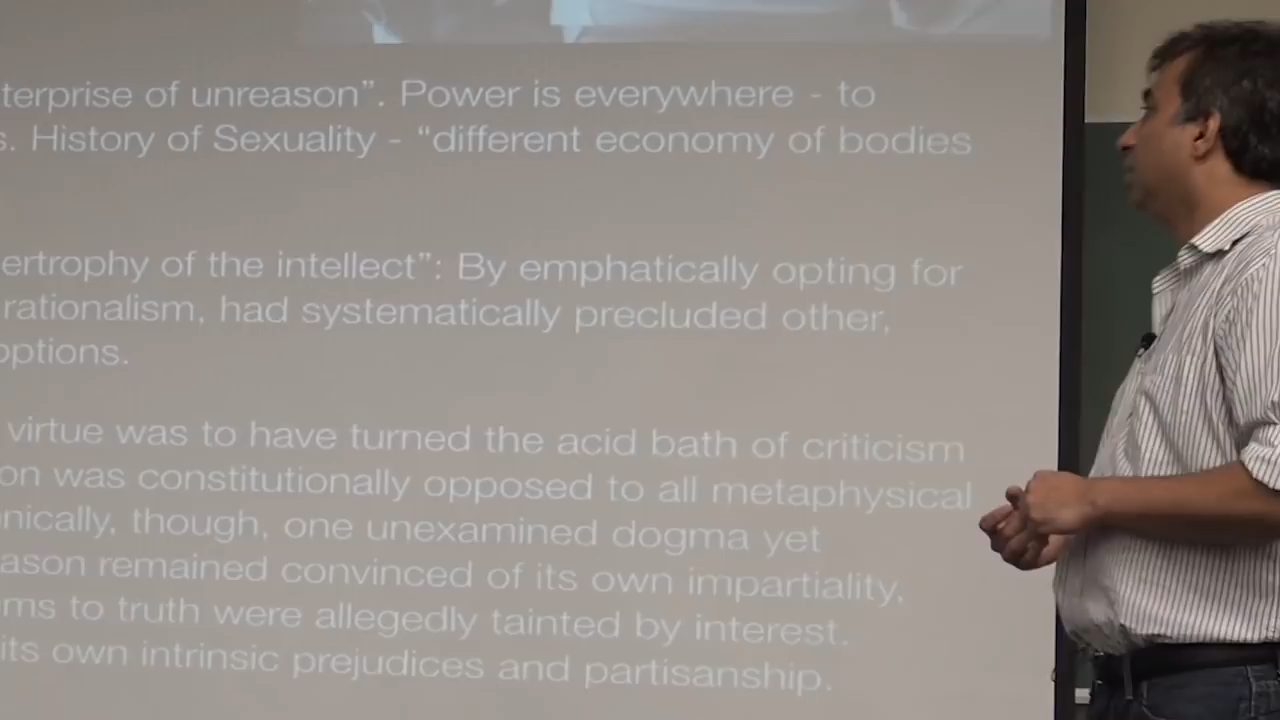 terprise of unreason”. Power is everywhere - to
s. History of Sexuality - “different economy of bodies
ertrophy of the intellect”: By emphatically opting for
rationalism, had systematically precluded other,
options.
virtue was to have turned the acid bath of criticism
on was constitutionally opposed to all metaphysical
nically, though, one unexamined dogma yet
ason remained convinced of its own impartiality,
ms to truth were allegedly tainted by interest.
its own intrinsic prejudices and partisanship.